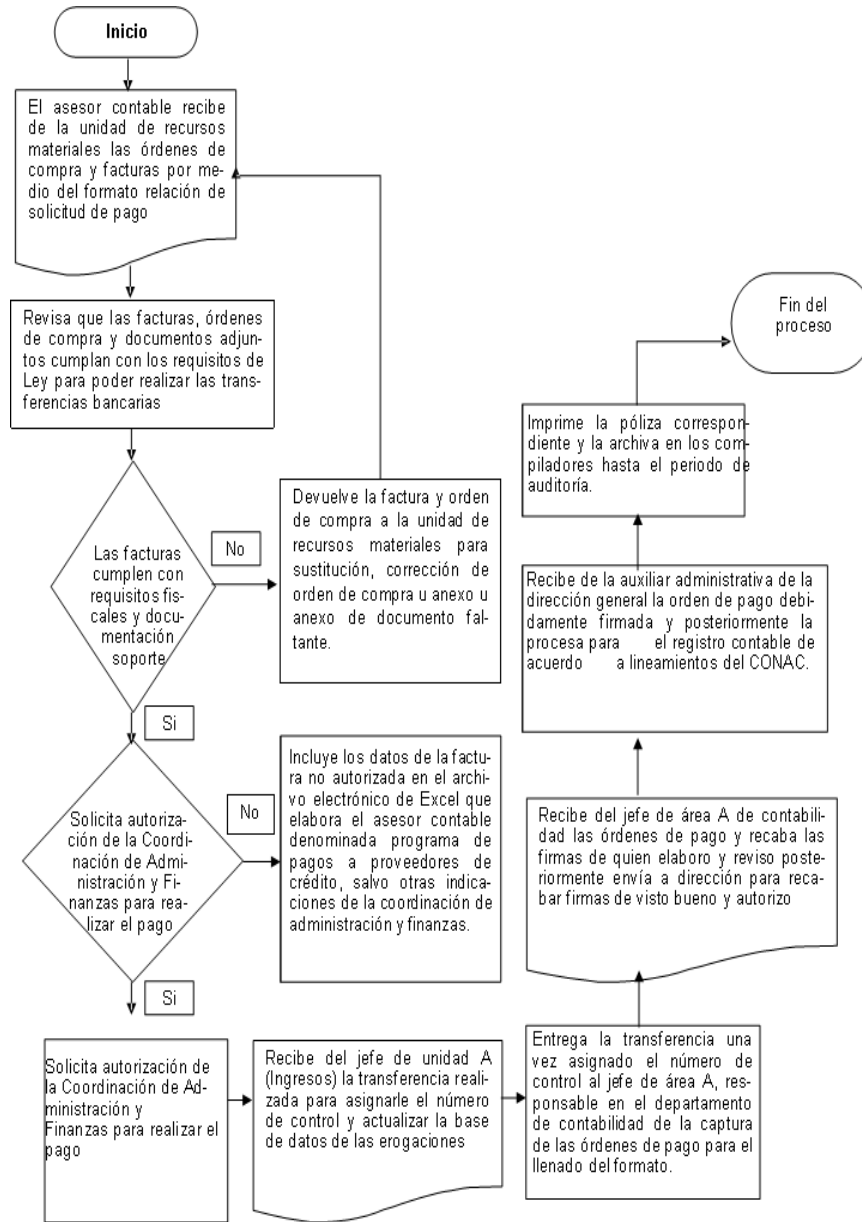 Inicio
El asesor contable recibe
de la unidad de recursos
materiales las órdenes de
compra y facturas por me-
dio del formato relación de
solicitud de pago
Revisa que las facturas, órdenes
de compra y documentos adjun-
tos cumplan con los requisitos de
Ley para poder realizar las trans-
ferencias bancarias
Las facturas
cumplen con
requisitos fis-
cales y docu-
mentación
soporte
No
Devuelve la factura y orden
de compra a la unidad de
recursos materiales para
sustitución, corrección de
orden de compra u anexo u
anexo de documento fal-
tante.
Si
Solicita autoriza-
ción de la Coordi-
nación de Admi-
nistración y Fi-
nanzas para rea-
lizar el pago
No
Incluye los datos de la factu-
ra no autorizada en el archi-
vo electrónico de Excel que
elabora el asesor contable
denominada programa de
pagos a proveedores de
crédito, salvo otras indica-
ciones de la coordinación de
administración y finanzas.
Si
Solicita autorización de
la Coordinación de Ad-
ministración y
Finanzas para realizar el
pago
Recibe del jefe de unidad A
(Ingresos) la transferencia reali-
zada para asignarle el número
de control y actualizar la base
de datos de las erogaciones
Entrega la transferencia una
vez asignado el número de
control al jefe de área A, res-
ponsable en el departamento
de contabilidad de la captura
de las órdenes de pago para el
llenado del formato.
Recibe del jefe de área A de contabi-
lidad las órdenes de pago y recaba las
firmas de quien elaboro y reviso poste-
riormente envía a dirección para reca-
bar firmas de visto bueno y autorizo
Recibe de la auxiliar administrativa de la
dirección general la orden de pago debi-
damente firmada y posteriormente la
procesa para el registro contable de
acuerdo a lineamientos del CONAC.
Imprime la póliza correspon-
diente y la archiva en los com-
piladores hasta el periodo de
auditoría.
Fin del
proceso